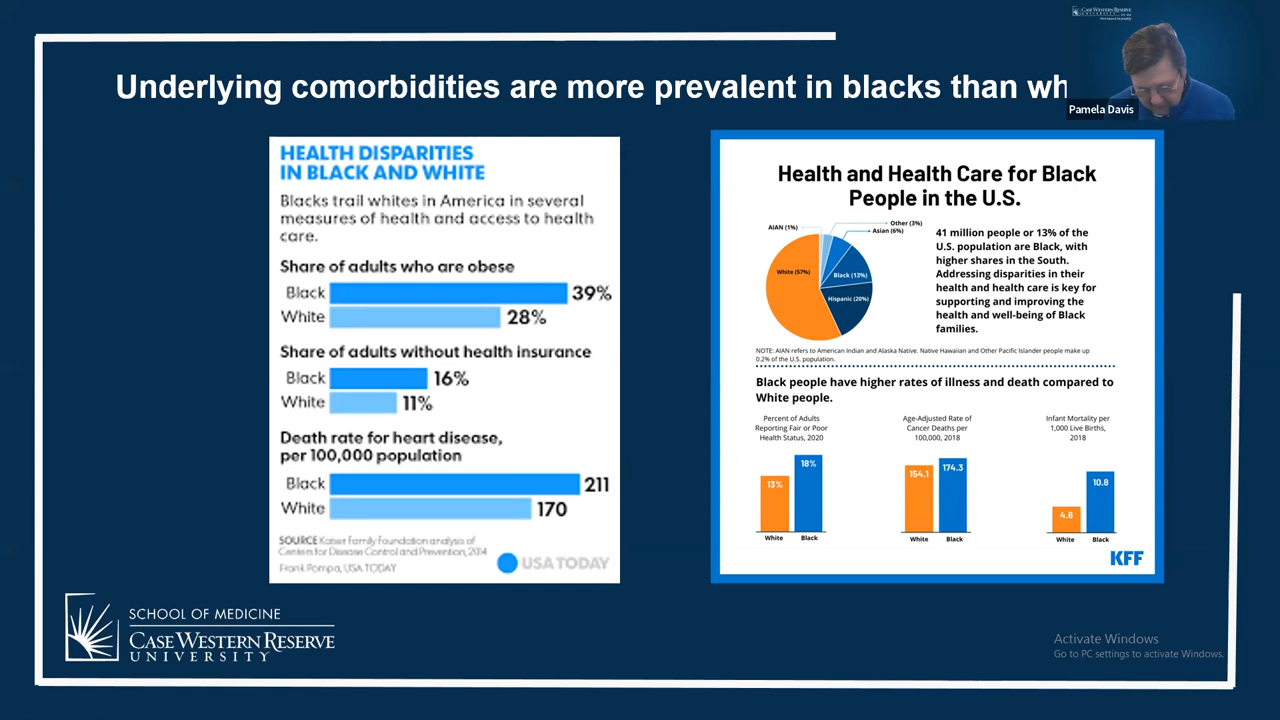 CASE WESTERN RESERVE
UNIVERSITY
Underlying comorbidities are more prevalent in blacks than wh
Pamela Davis
HEALTH DISPARITIES
IN BLACK AND WHITE
Blacks trail whites in America in several
measures of health and access to health
care.
Share of adults who are obese
Black 39%
White 28%
Share of adults without health insurance
Black 16%
White 11%
Death rate for heart disease,
per 100,000 population
Black 211
White 170
SOURCE Kaiser Family Foundation analysis of
Centers for Disease Control and Prevention, 2014
Frank Pompa, USA TODAY
USA TODAY
Health and Health Care for Black
People in the U.S.
Other (3%)
AIAN (1%)
Asian (6%)
White (57%)
Black (13%)
Hispanic (20%)
41 million people or 13% of the
U.S. population are Black, with
higher shares in the South.
Addressing disparities in their
health and health care is key for
supporting and improving the
health and well-being of Black
families.
NOTE: AIAN refers to American Indian and Alaska Native. Native Hawaiian and Other Pacific Islander people make up
0.2% of the U.S. population.
Black people have higher rates of illness and death compared to
White people.
Percent of Adults
Reporting Fair or Poor
Health Status, 2020
13%
18%
White Black
Age-Adjusted Rate of
Cancer Deaths per
100,000, 2018
154.1
174.3
White Black
Infant Mortality per
1,000 Live Births,
2018
4.8
10.8
White Black
KFF
SCHOOL OF MEDICINE
CASE WESTERN RESERVE
UNIVERSITY
Activate Windows
Go to PC settings to activate Windows.